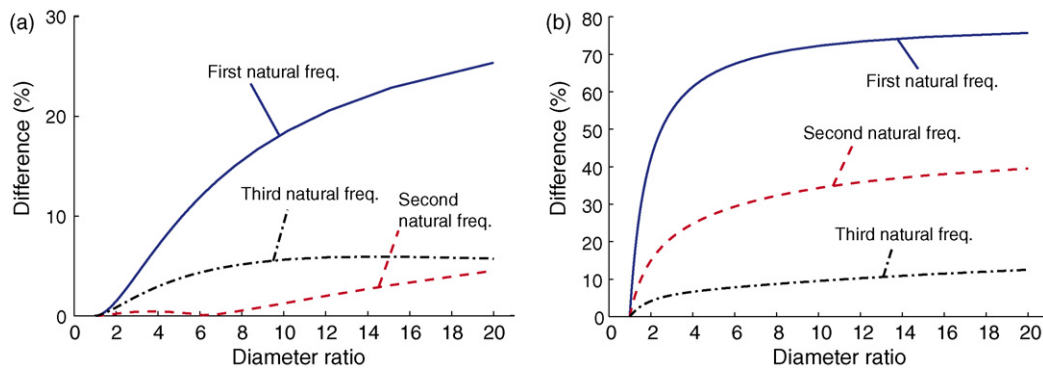 (a)
30
20
10
0
Difference (%)
First natural freq.
Third natural freq.
Second
natural freq.
2 4 6 8 10 12 14 16 18 20
Diameter ratio
(b)
80
70
60
50
40
30
20
10
0
Difference (%)
First natural freq.
Second natural freq.
Third natural freq.
0 2 4 6 8 10 12 14 16 18 20
Diameter ratio